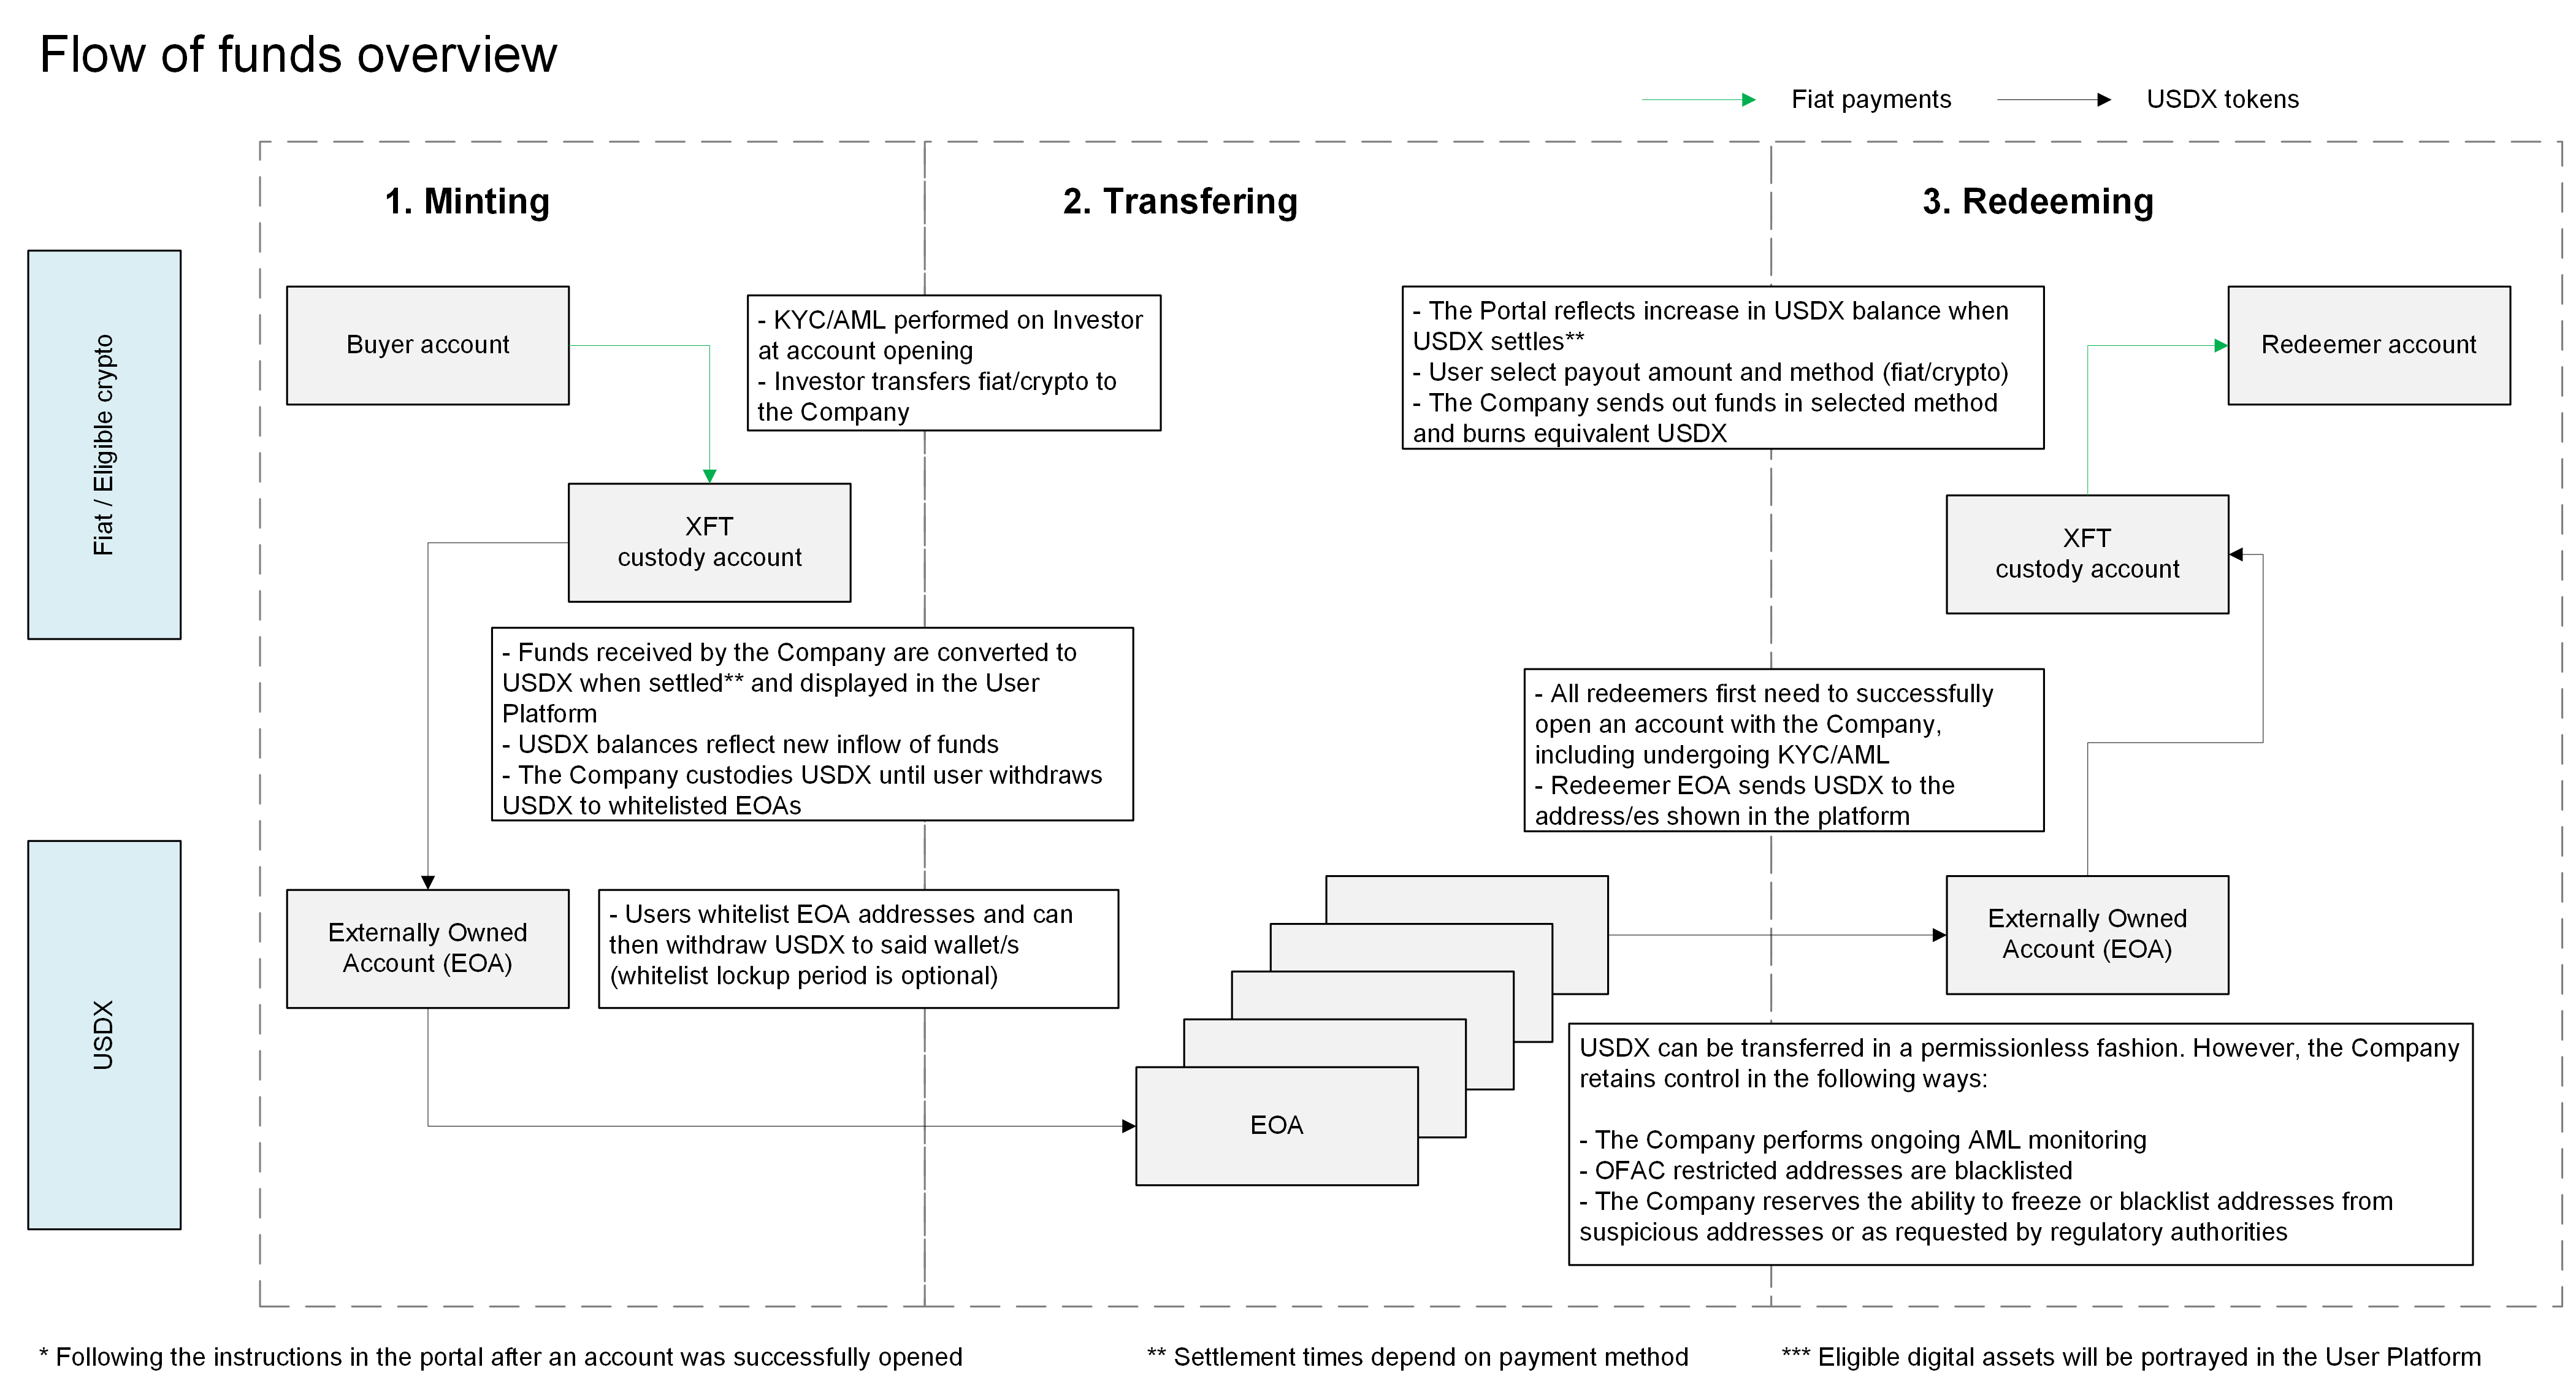 Flow of funds overview
Fiat payments
USDX tokens
1. Minting
2. Transfering
3. Redeeming
Fiat / Eligible crypto
Buyer account
- KYC/AML performed on Investor
at account opening
- Investor transfers fiat/crypto to
the Company
- The Portal reflects increase in USDX balance when
USDX settles**
- User select payout amount and method (fiat/crypto)
- The Company sends out funds in selected method
and burns equivalent USDX
Redeemer account
XFT
custody account
XFT
custody account
- Funds received by the Company are converted to
USDX when settled** and displayed in the User
Platform
- USDX balances reflect new inflow of funds
- The Company custodies USDX until user withdraws
USDX to whitelisted EOAs
- All redeemers first need to successfully
open an account with the Company,
including undergoing KYC/AML
- Redeemer EOA sends USDX to the
address/es shown in the platform
USDX
Externally Owned
Account (EOA)
- Users whitelist EOA addresses and can
then withdraw USDX to said wallet/s
(whitelist lockup period is optional)
EOA
Externally Owned
Account (EOA)
USDX can be transferred in a permissionless fashion. However, the Company
retains control in the following ways:
- The Company performs ongoing AML monitoring
- OFAC restricted addresses are blacklisted
- The Company reserves the ability to freeze or blacklist addresses from
suspicious addresses or as requested by regulatory authorities
* Following the instructions in the portal after an account was successfully opened
** Settlement times depend on payment method
*** Eligible digital assets will be portrayed in the User Platform